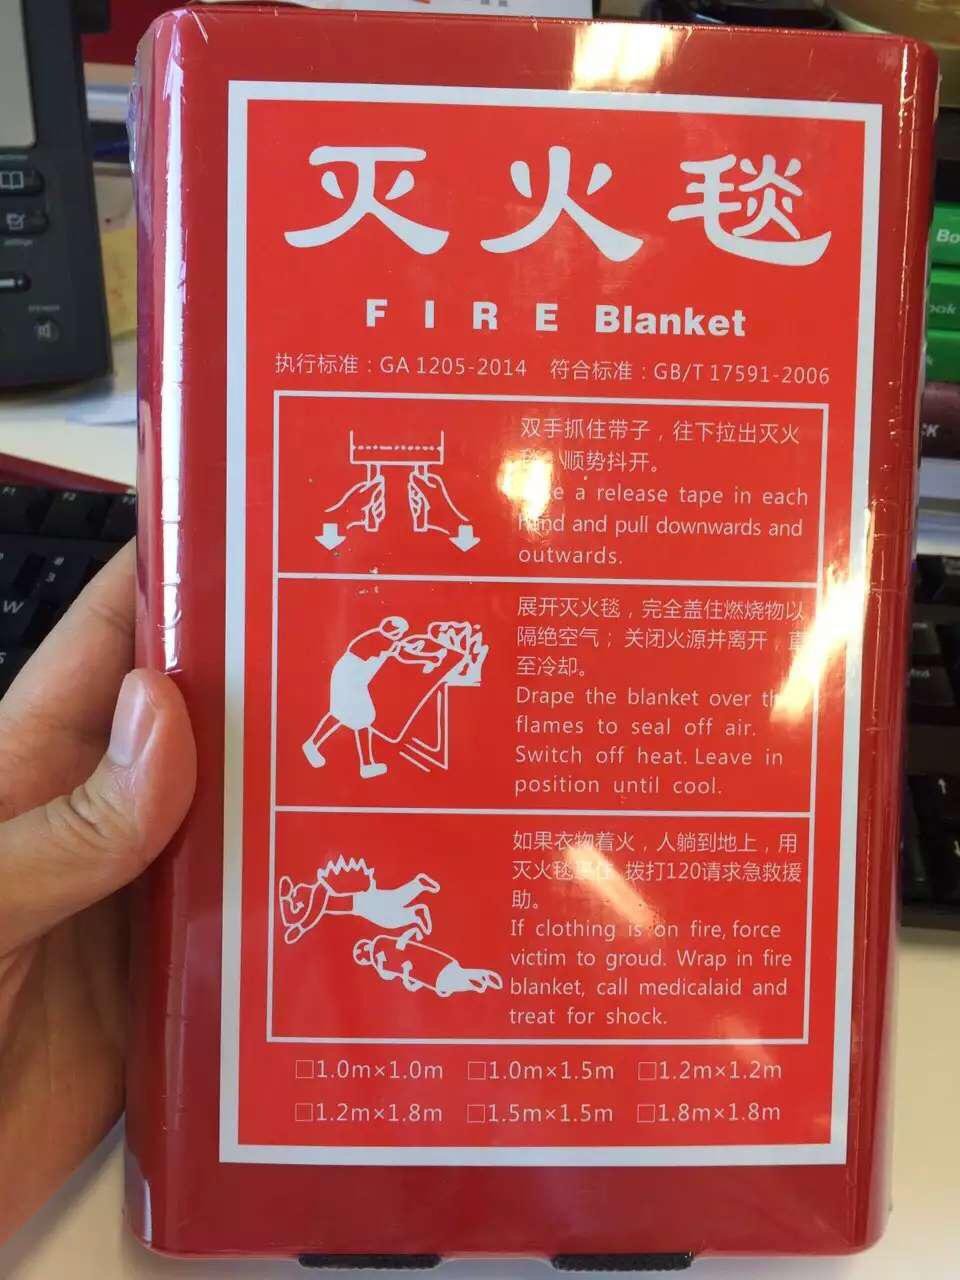 灭火毯
FIRE Blanket
执行标准：GA 1205-2014 符合标准：GB/T 17591-2006
双手抓住带子，往下拉出灭火
顺势抖开。
a release tape in each
hand and pull downwards and
outwards.
展开灭火毯，完全盖住燃烧物以
隔绝空气；关闭火源并离开，直
至冷却。
Drape the blanket over the
flames to seal off air.
Switch off heat. Leave in
position until cool.
如果衣物着火，人躺到地上，用
灭火毯 拨打120请求急救援
助。
If clothing is on fire, force
victim to groud. Wrap in fire
blanket, call medicalaid and
treat for shock.
□1.0m×1.0m □1.0m×1.5m □1.2m×1.2m
□1.2m×1.8m □1.5m×1.5m □1.8m×1.8m
W